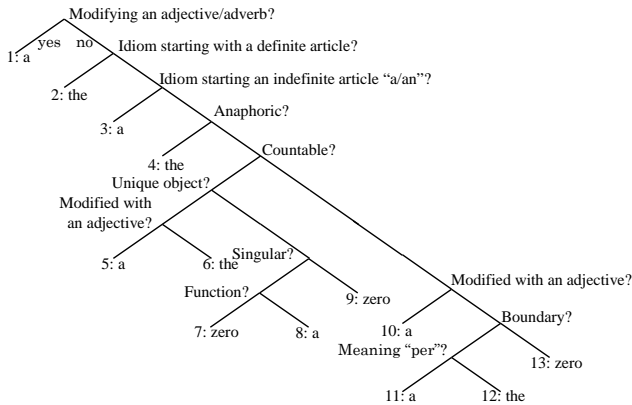 Modifying an adjective/adverb?
yes no
1: a
Idiom starting with a definite article?
2: the
Idiom starting an indefinite article “a/an”?
3: a
Anaphoric?
4: the
Countable?
Unique object?
Modified with
an adjective?
5: a
6: the
Singular?
Function?
7: zero
8: a
9: zero
Modified with an adjective?
10: a
Boundary?
Meaning “per”?
11: a
12: the
13: zero